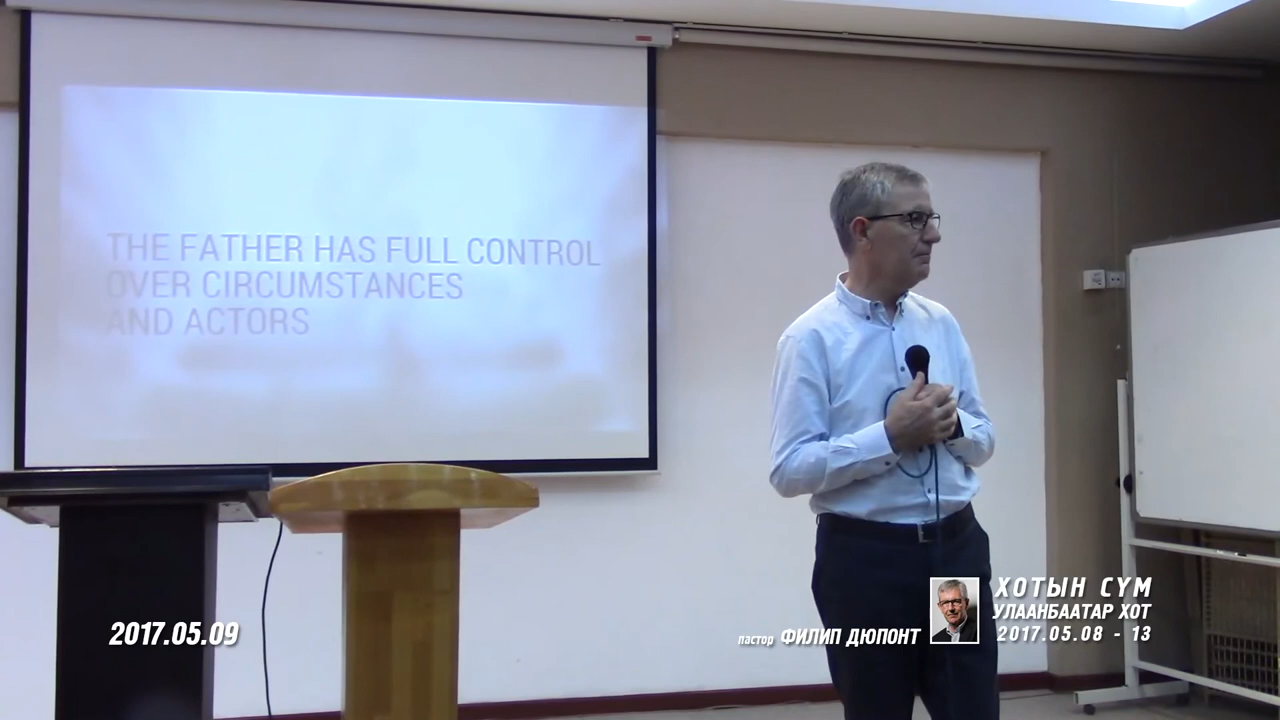 THE FATHER HAS FULL CONTROL
OVER CIRCUMSTANCES
AND ACTORS
2017.05.09
пастор ФИЛИП ДЮПОНТ
ХОТЫН СҮМ
УЛААНБААТАР ХОТ
2017.05.08 - 13